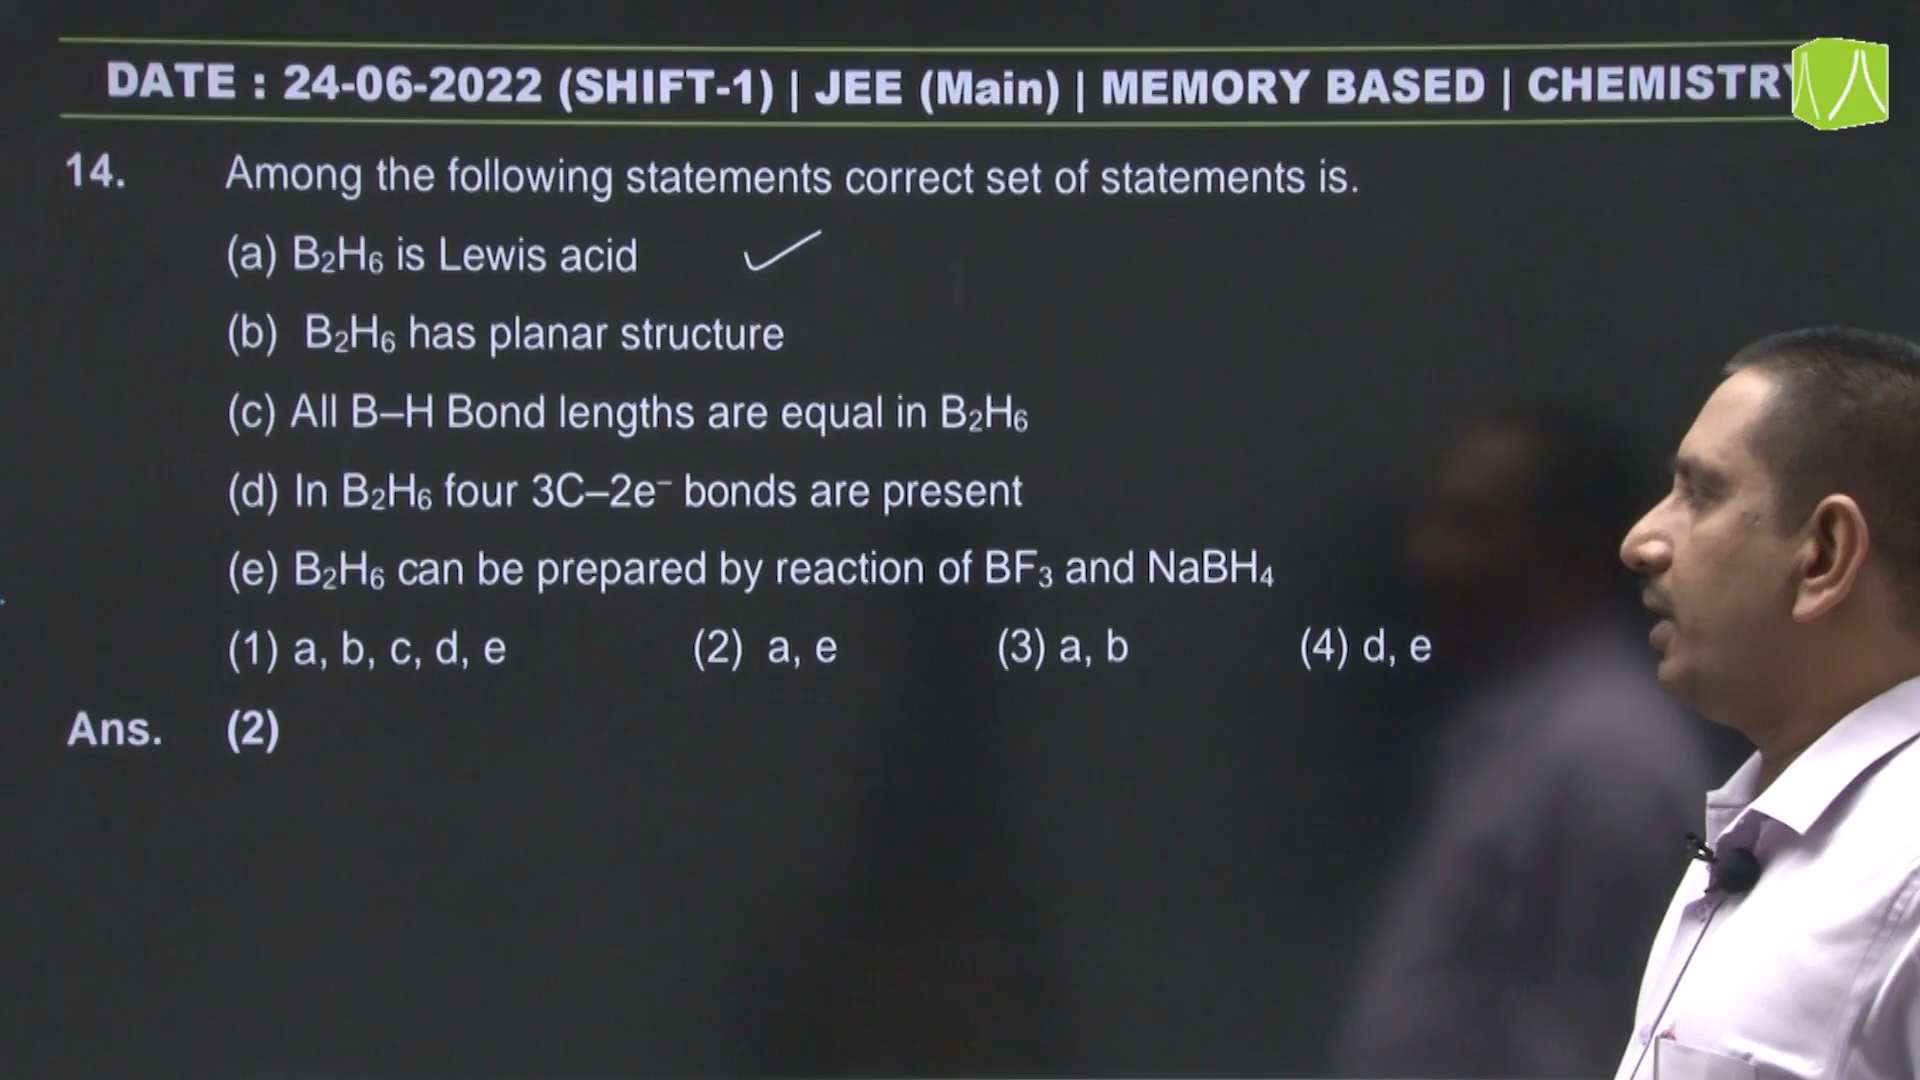 DATE : 24-06-2022 (SHIFT-1) | JEE (Main) | MEMORY BASED | CHEMISTRY
14. Among the following statements correct set of statements is.
(a) B₂H₆ is Lewis acid
(b) B₂H₆ has planar structure
(c) All B–H Bond lengths are equal in B₂H₆
(d) In B₂H₆ four 3C–2e⁻ bonds are present
(e) B₂H₆ can be prepared by reaction of BF₃ and NaBH₄
(1) a, b, c, d, e (2) a, e (3) a, b (4) d, e
Ans. (2)